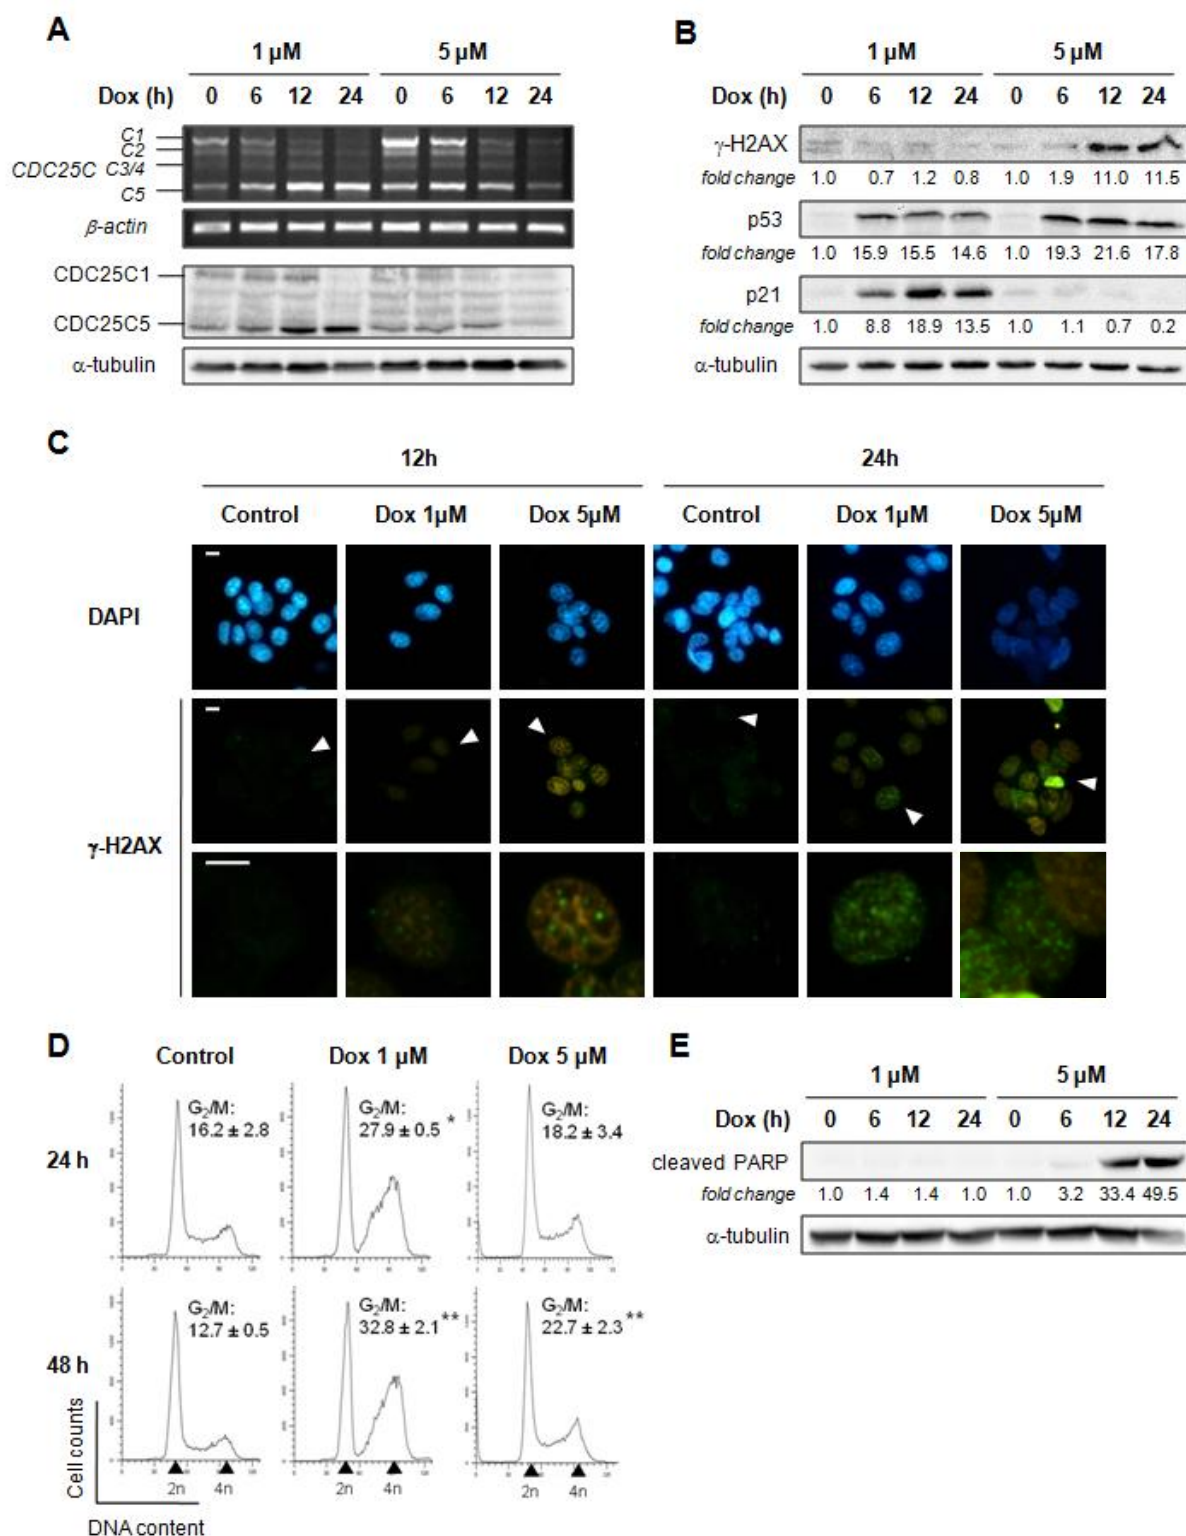 A
1 µM 5 µM
Dox (h) 0 6 12 24 0 6 12 24
C1
C2
CDC25C C3/4
C5
β-actin
CDC25C1
CDC25C5
α-tubulin
B
1 µM 5 µM
Dox (h) 0 6 12 24 0 6 12 24
γ-H2AX
fold change 1.0 0.7 1.2 0.8 1.0 1.9 11.0 11.5
p53
fold change 1.0 15.9 15.5 14.6 1.0 19.3 21.6 17.8
p21
fold change 1.0 8.8 18.9 13.5 1.0 1.1 0.7 0.2
α-tubulin
C
12h 24h
Control Dox 1µM Dox 5µM Control Dox 1µM Dox 5µM
DAPI
γ-H2AX
D
Control Dox 1 µM Dox 5 µM
24 h
G₂/M:
16.2 ± 2.8
G₂/M:
27.9 ± 0.5 *
G₂/M:
18.2 ± 3.4
48 h
G₂/M:
12.7 ± 0.5
G₂/M:
32.8 ± 2.1 **
G₂/M:
22.7 ± 2.3 **
Cell counts
2n 4n 2n 4n 2n 4n
DNA content
E
1 µM 5 µM
Dox (h) 0 6 12 24 0 6 12 24
cleaved PARP
fold change 1.0 1.4 1.4 1.0 1.0 3.2 33.4 49.5
α-tubulin